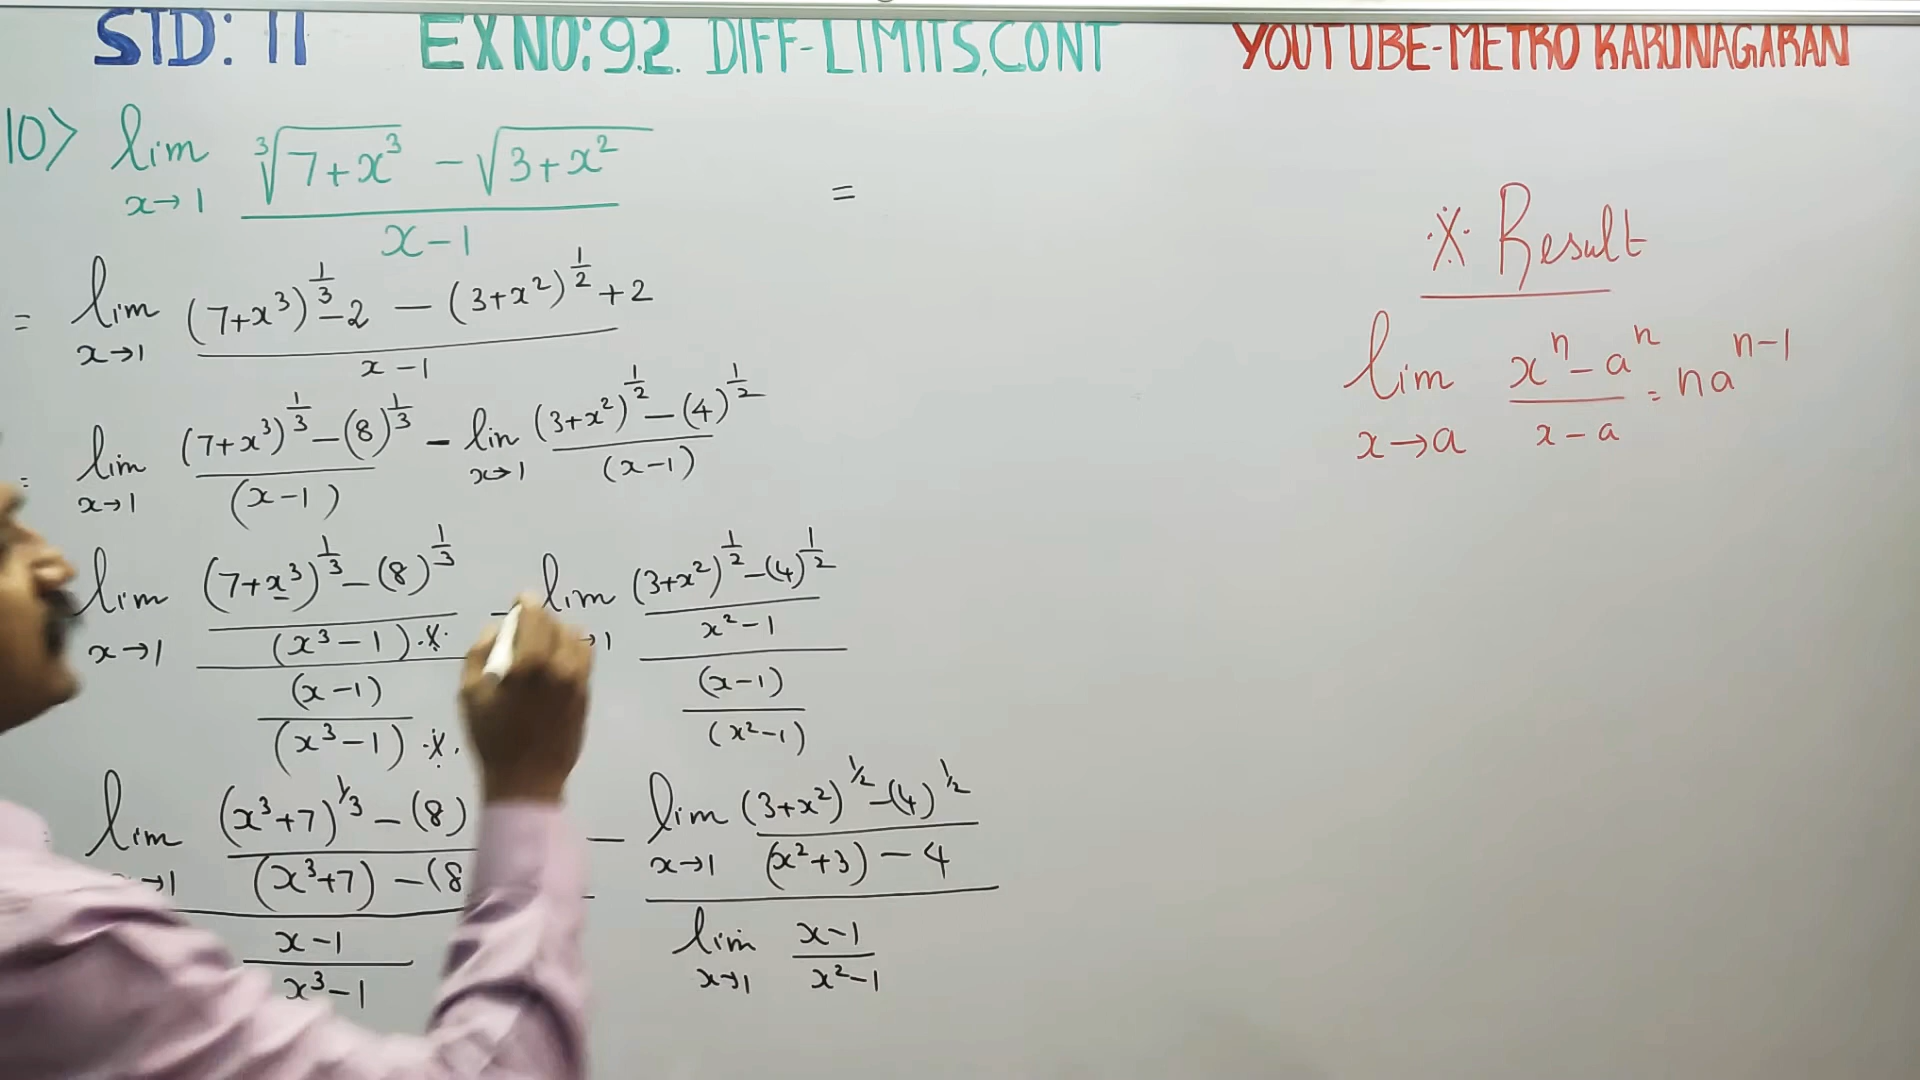 STD: 11 EXNO:9.2. DIFF-LIMITS,CONT YOUTUBE-METRO KARUNAGARAN
10> lim ∛(7+x³) - √(3+x²) =
x→1 x-1
= lim (7+x³)^(1/3) -2 - (3+x²)^(1/2) +2
x→1 x-1
= lim (7+x³)^(1/3) - (8)^(1/3) - lin (3+x²)^(1/2) - (4)^(1/2)
x→1 (x-1) x→1 (x-1)
lim (7+x³)^(1/3) - (8)^(1/3) - lim (3+x²)^(1/2) - (4)^(1/2)
x→1 (x³-1) →1 x²-1
(x-1) (x-1)
(x³-1) (x²-1)
lim (x³+7)^(1/3) - (8) - lim (3+x²)^(1/2) - (4)^(1/2)
→1 (x³+7) - (8 x→1 (x²+3) - 4
x-1 lim x-1
x³-1 x→1 x²-1
※ Result
lim xⁿ - aⁿ = na^(n-1)
x→a x-a